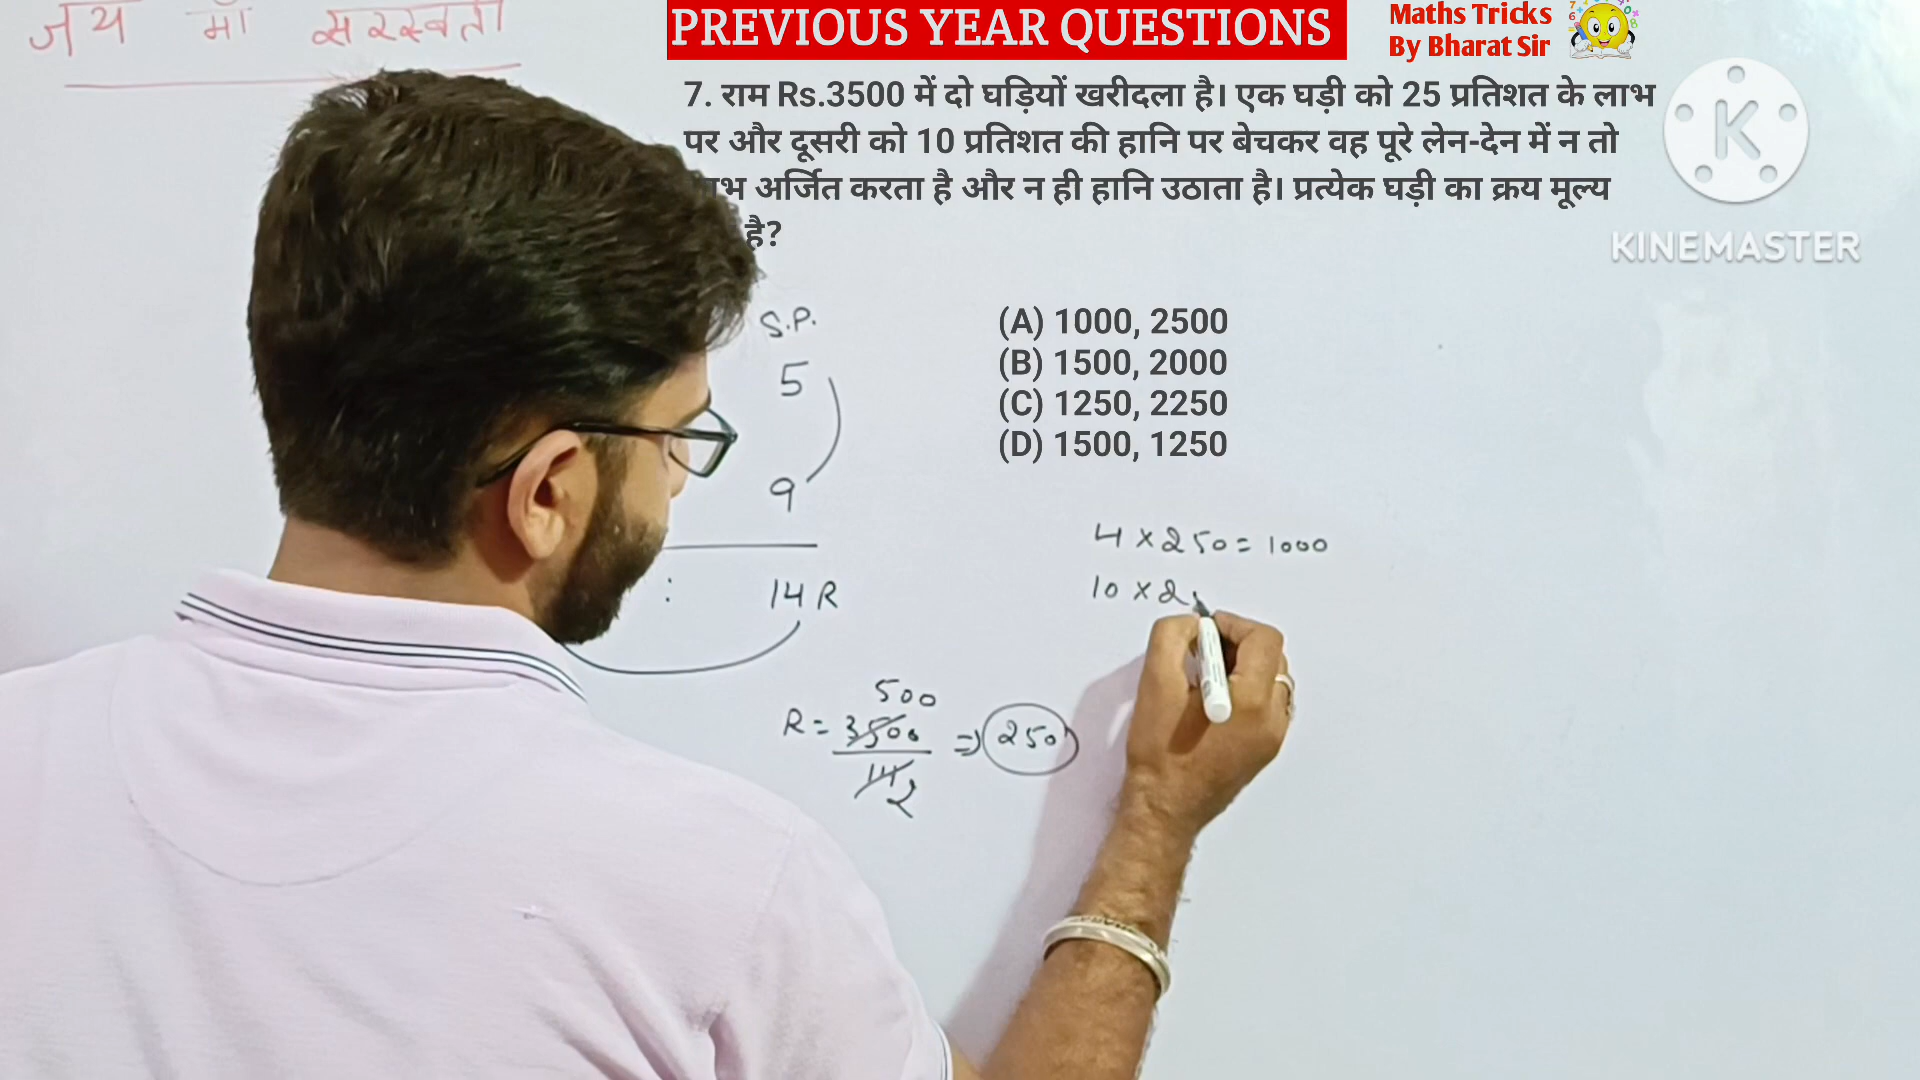 जय माँ सरस्वती
PREVIOUS YEAR QUESTIONS
Maths Tricks
By Bharat Sir
7. राम Rs.3500 में दो घड़ियों खरीदला है। एक घड़ी को 25 प्रतिशत के लाभ
पर और दूसरी को 10 प्रतिशत की हानि पर बेचकर वह पूरे लेन-देन में न तो
अर्जित करता है और न ही हानि उठाता है। प्रत्येक घड़ी का क्रय मूल्य
है?
K
KINEMASTER
(A) 1000, 2500
(B) 1500, 2000
(C) 1250, 2250
(D) 1500, 1250
S.P.
5
9
: 14 R
4 × 250 = 1000
10 × 2
500
R = 3500 => 250
14
2